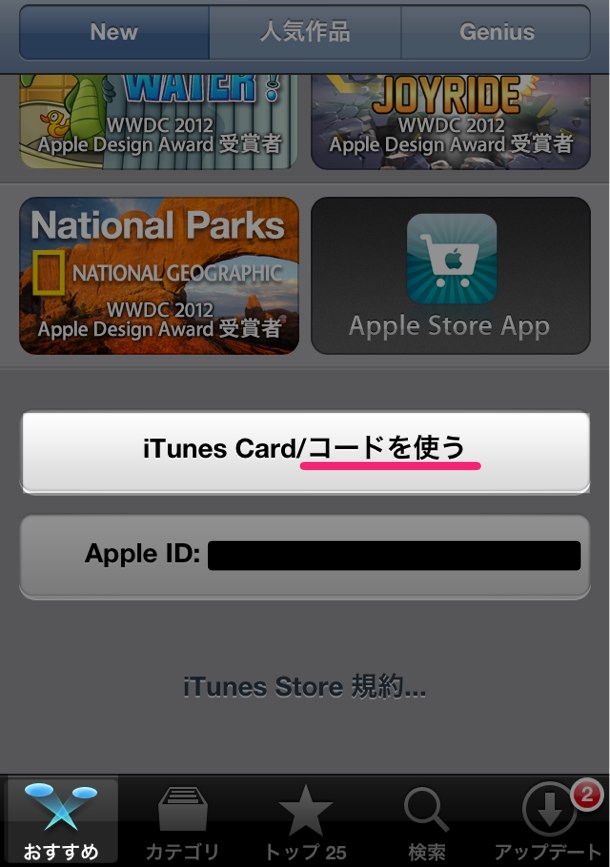 New
人気作品
Genius
WATER!
WWDC 2012
Apple Design Award 受賞者
JOYRIDE
WWDC 2012
Apple Design Award 受賞者
National Parks
NATIONAL GEOGRAPHIC
WWDC 2012
Apple Design Award 受賞者
Apple Store App
iTunes Card/コードを使う
Apple ID:
iTunes Store 規約...
2
おすすめ
カテゴリ
トップ 25
検索
アップデート